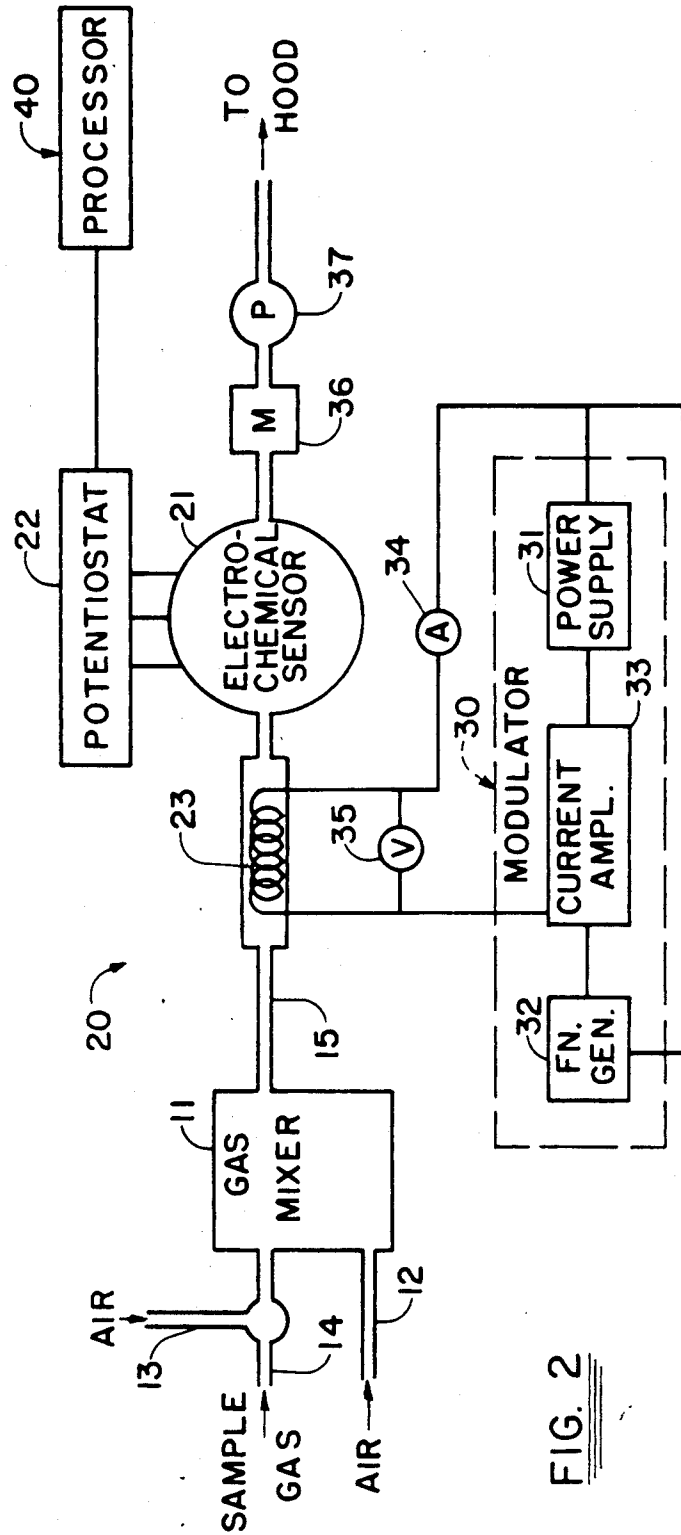 40
PROCESSOR
TO
HOOD
37
P
36
M
22
POTENTIOSTAT
21
ELECTRO-
CHEMICAL
SENSOR
34
A
31
POWER
SUPPLY
33
30
MODULATOR
CURRENT
AMPL.
23
35
V
32
FN.
GEN.
20
15
11
GAS
MIXER
12
AIR
13
14
SAMPLE
GAS
AIR
FIG. 2